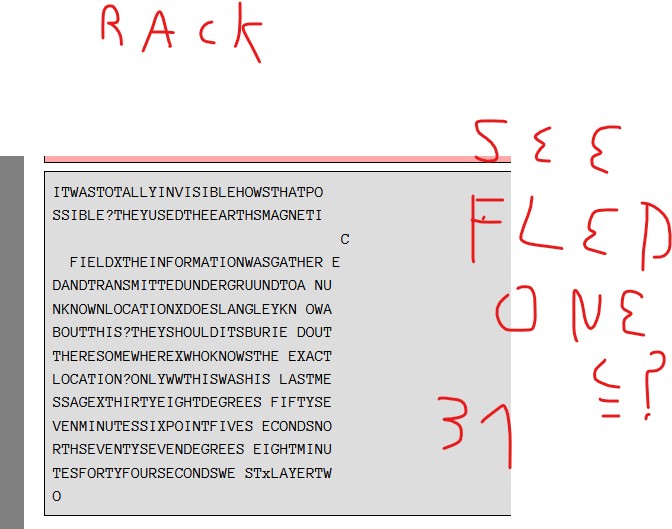 RACK
SEE
FLED
ONE
≤?
31
ITWASTOTALLYINVISIBLEHOWSTHATPO
SSIBLE?THEYUSEDTHEEARTHSMAGNETI
C
FIELDXTHEINFORMATIONWASGATHER E
DANDTRANSMITTEDUNDERGRUUNDTOA NU
NKNOWNLOCATIONXDOESLANGLEYKN OWA
BOUTTHIS?THEYSHOULDITSBURIE DOUT
THERESOMEWHEREXWHOKNOWSTHE EXACT
LOCATION?ONLYWWTHISWASHIS LASTME
SSAGEXTHIRTYEIGHTDEGREES FIFTYSE
VENMINUTESSIXPOINTFIVES ECONDSNO
RTHSEVENTYSEVENDEGREES EIGHTMINU
TESFORTYFOURSECONDSWE STxLAYERTW
O